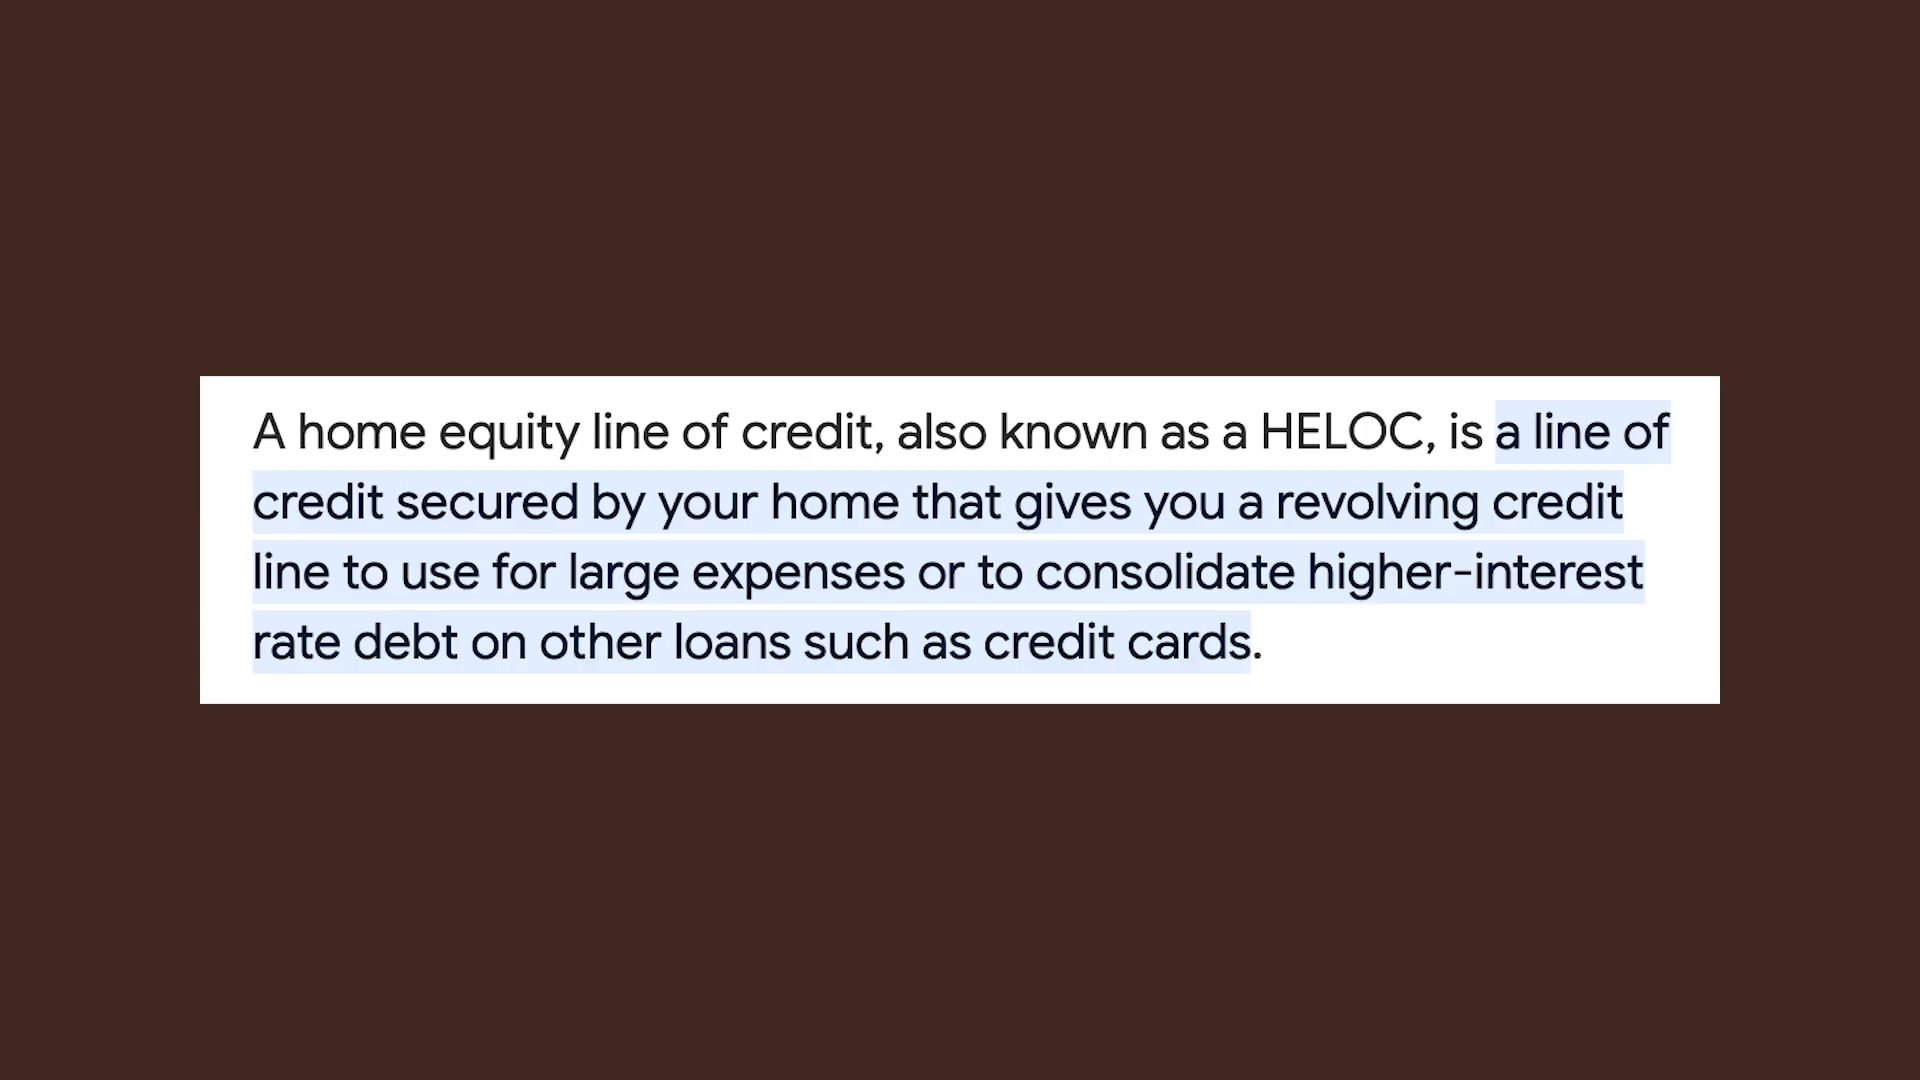 A home equity line of credit, also known as a HELOC, is a line of
credit secured by your home that gives you a revolving credit
line to use for large expenses or to consolidate higher-interest
rate debt on other loans such as credit cards.